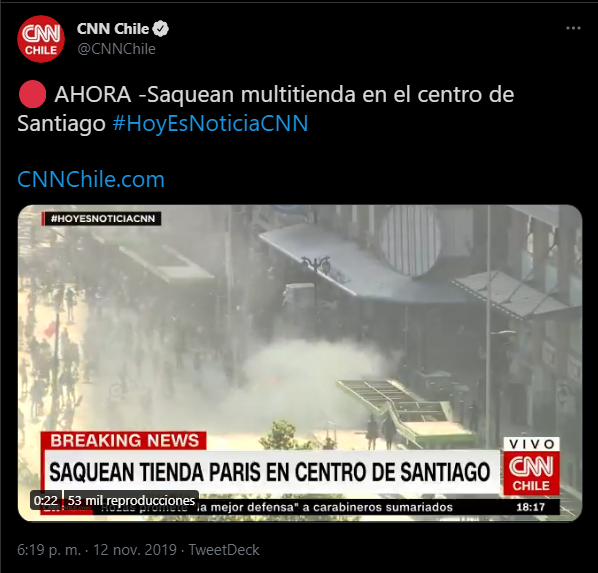 CNN Chile
@CNNChile
AHORA -Saquean multitienda en el centro de
Santiago #HoyEsNoticiaCNN
CNNChile.com
#HOYESNOTICIACNN
BREAKING NEWS
VIVO
SAQUEAN TIENDA PARIS EN CENTRO DE SANTIAGO
CNN
CHILE
0:22 53 mil reproducciones
Rozas promete "la mejor defensa" a carabineros sumariados
18:17
6:19 p. m. · 12 nov. 2019 · TweetDeck